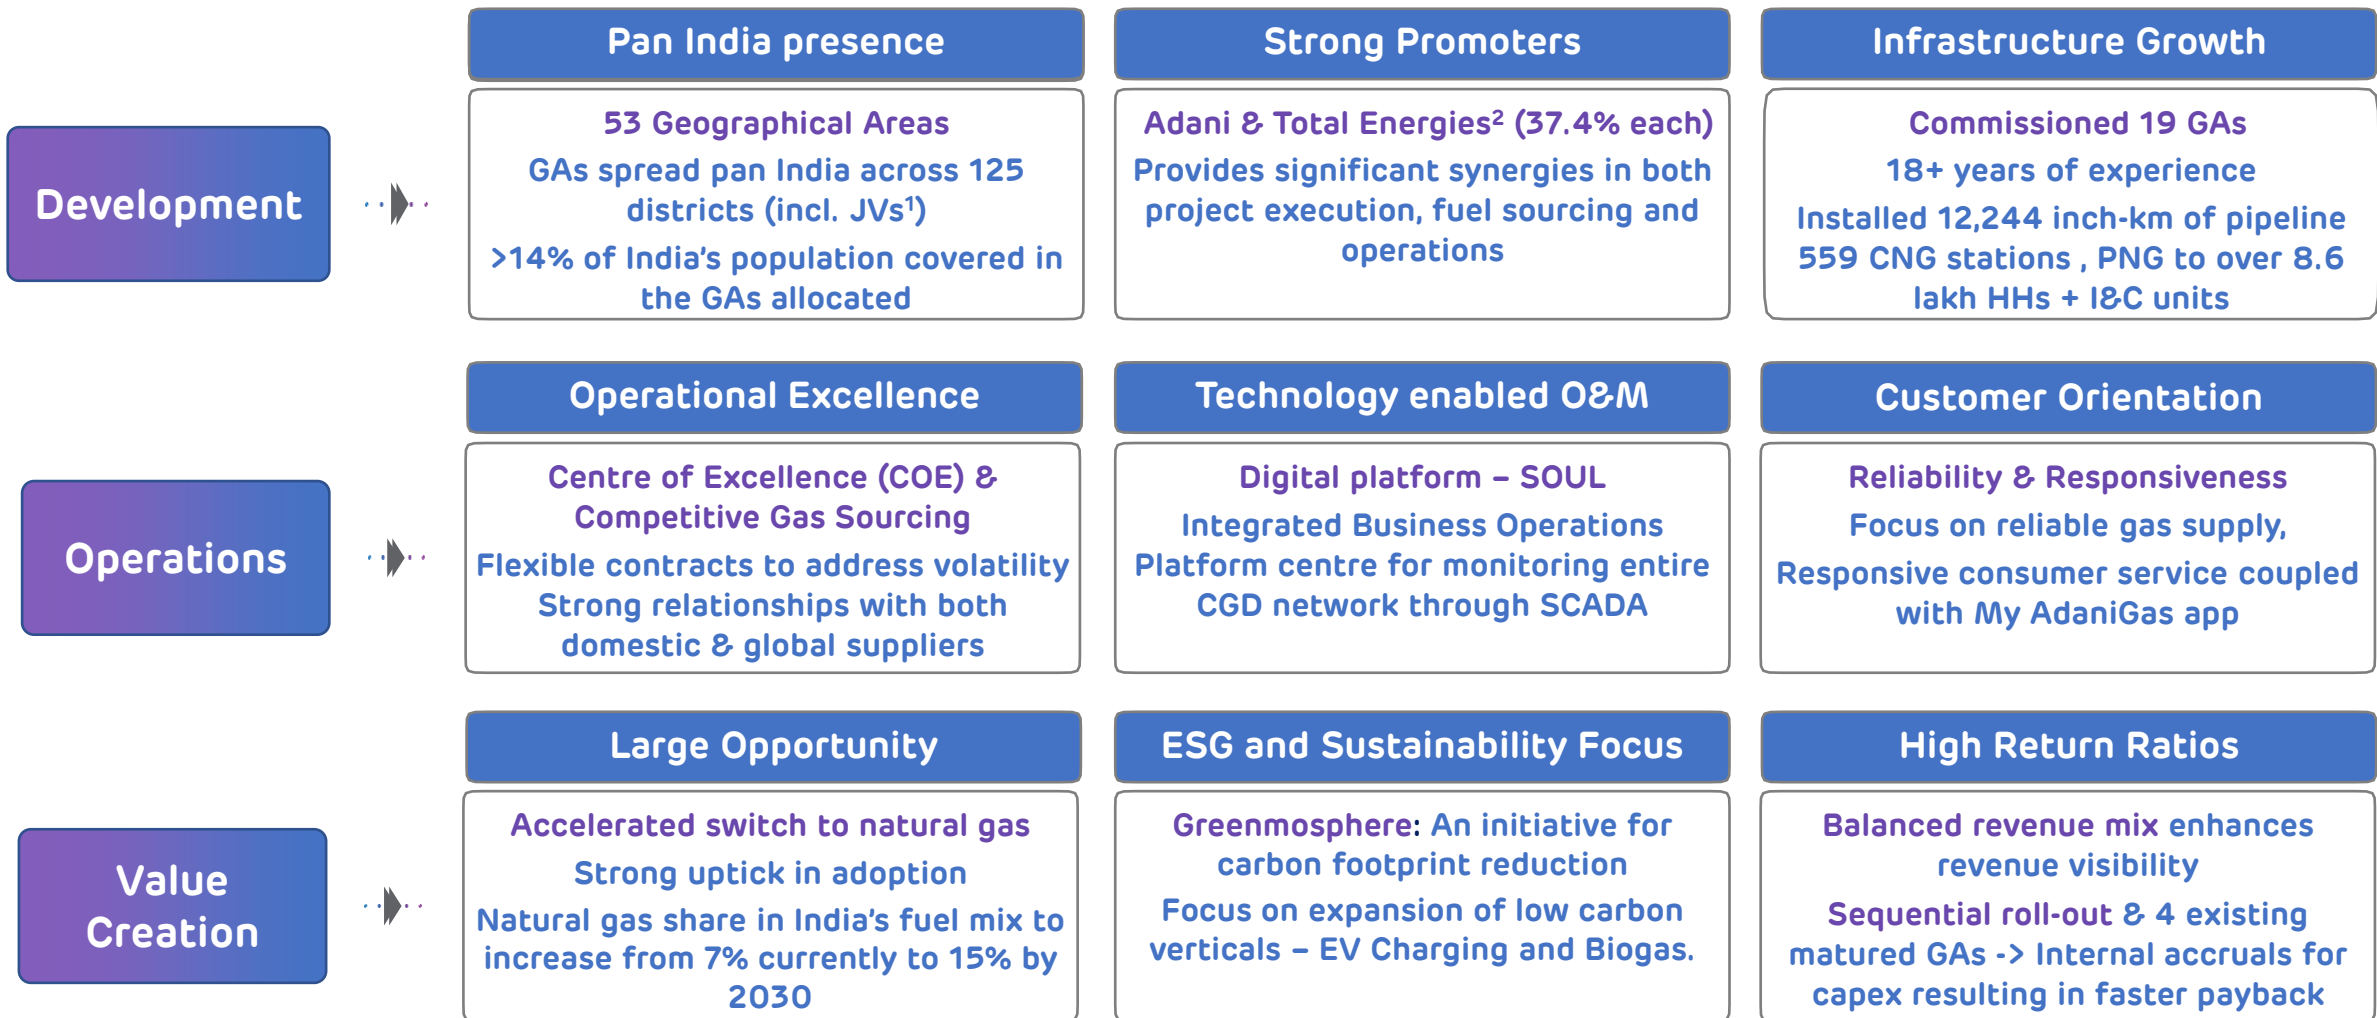 Pan India presence
Strong Promoters
Infrastructure Growth
Development
53 Geographical Areas
GAs spread pan India across 125
districts (incl. JVs¹)
>14% of India's population covered in
the GAs allocated
Adani & Total Energies² (37.4% each)
Provides significant synergies in both
project execution, fuel sourcing and
operations
Commissioned 19 GAs
18+ years of experience
Installed 12,244 inch-km of pipeline
559 CNG stations , PNG to over 8.6
lakh HHs + I&C units
Operational Excellence
Technology enabled O&M
Customer Orientation
Operations
Centre of Excellence (COE) &
Competitive Gas Sourcing
Flexible contracts to address volatility
Strong relationships with both
domestic & global suppliers
Digital platform – SOUL
Integrated Business Operations
Platform centre for monitoring entire
CGD network through SCADA
Reliability & Responsiveness
Focus on reliable gas supply,
Responsive consumer service coupled
with My AdaniGas app
Large Opportunity
ESG and Sustainability Focus
High Return Ratios
Value
Creation
Accelerated switch to natural gas
Strong uptick in adoption
Natural gas share in India's fuel mix to
increase from 7% currently to 15% by
2030
Greenmosphere: An initiative for
carbon footprint reduction
Focus on expansion of low carbon
verticals – EV Charging and Biogas.
Balanced revenue mix enhances
revenue visibility
Sequential roll-out & 4 existing
matured GAs -> Internal accruals for
capex resulting in faster payback